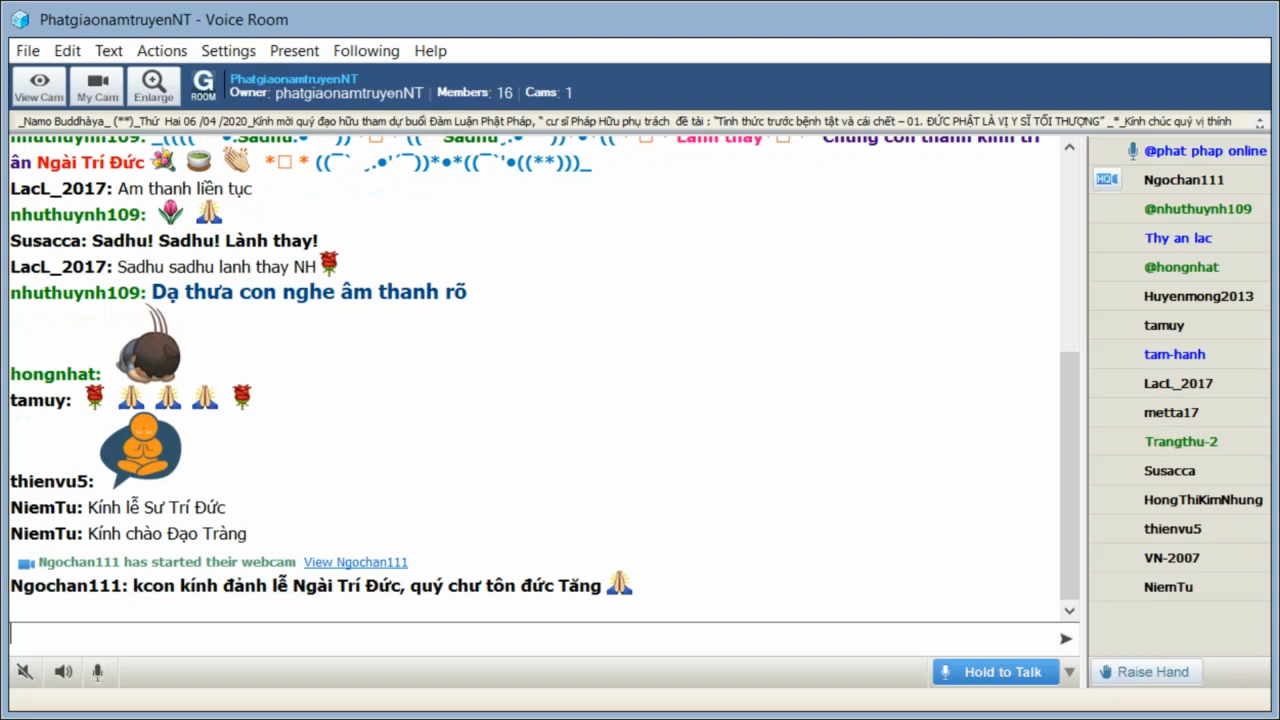 PhatgiaonamtruyenNT - Voice Room
File Edit Text Actions Settings Present Following Help
View Cam My Cam Enlarge G ROOM PhatgiaonamtruyenNT
Owner: phatgiaonamtruyenNT | Members: 16 | Cams: 1
_Namo Buddhàya_ (**)_Thứ Hai 06 /04 /2020_Kính mời quý đạo hữu tham dự buổi Đàm Luận Phật Pháp, “ cư sĩ Pháp Hữu phụ trách đề tài : “Tỉnh thức trước bệnh tật và cái chết – 01. ĐỨC PHẬT LÀ VỊ Y SĨ TỐI THƯỢNG” _*_Kính chúc quý vị thính
nhuthuynh109:
ân Ngài Trí Đức
LacL_2017: Am thanh liền tục
nhuthuynh109:
Susacca: Sadhu! Sadhu! Lành thay!
LacL_2017: Sadhu sadhu lanh thay NH
nhuthuynh109: Dạ thưa con nghe âm thanh rõ
hongnhat:
tamuy:
thienvu5:
NiemTu: Kính lễ Sư Trí Đức
NiemTu: Kính chào Đạo Tràng
Ngochan111 has started their webcam View Ngochan111
Ngochan111: kcon kính đảnh lễ Ngài Trí Đức, quý chư tôn đức Tăng
Hold to Talk
@phat phap online
HQ Ngochan111
@nhuthuynh109
Thy an lac
@hongnhat
Huyenmong2013
tamuy
tam-hanh
LacL_2017
metta17
Trangthu-2
Susacca
HongThiKimNhung
thienvu5
VN-2007
NiemTu
Raise Hand